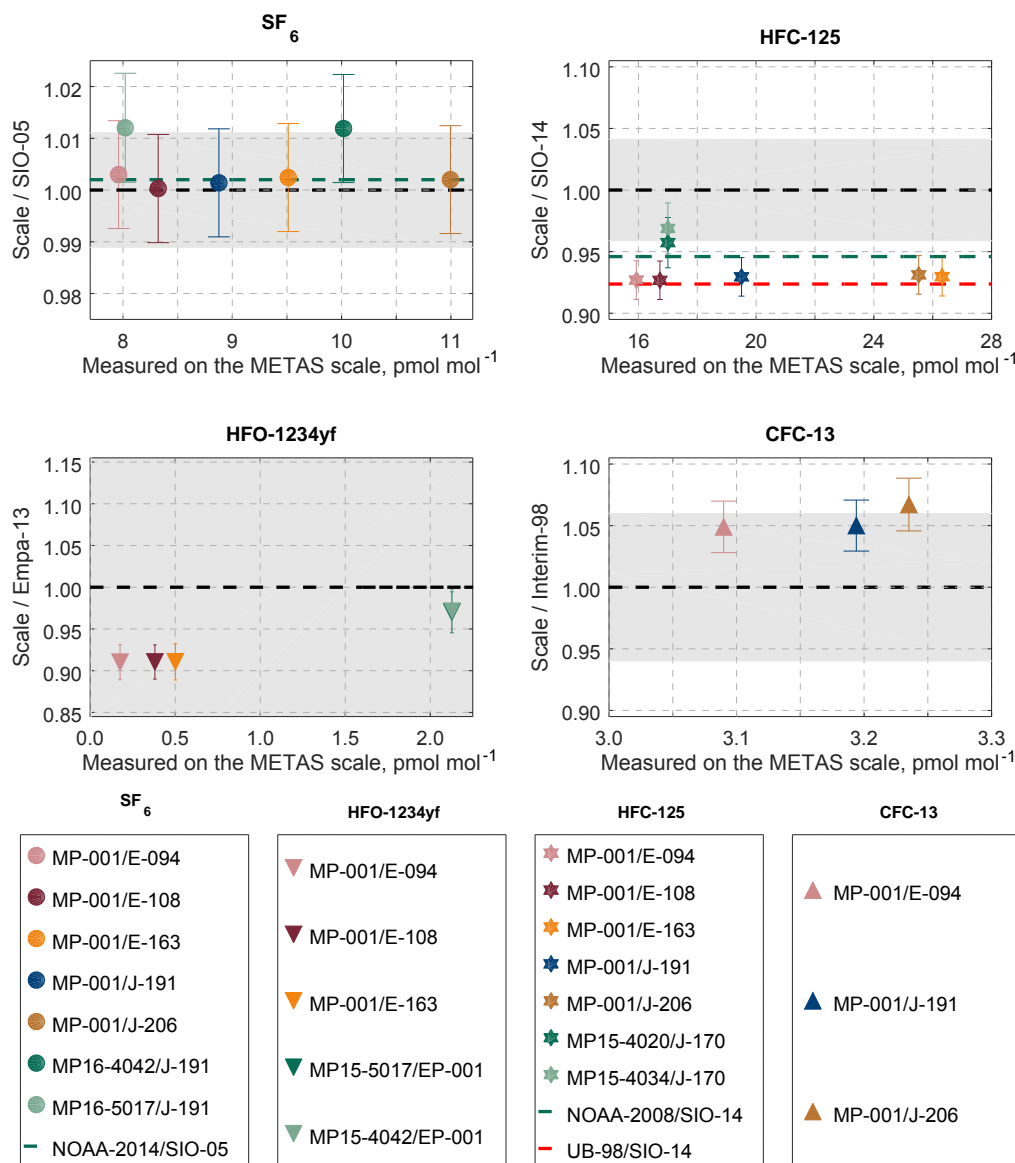 SF6
Scale / SIO-05
1.02
1.01
1.00
0.99
0.98
8 9 10 11
Measured on the METAS scale, pmol mol-1
HFC-125
Scale / SIO-14
1.10
1.05
1.00
0.95
0.90
16 20 24 28
Measured on the METAS scale, pmol mol-1
HFO-1234yf
Scale / Empa-13
1.15
1.10
1.05
1.00
0.95
0.90
0.85
0.0 0.5 1.0 1.5 2.0
Measured on the METAS scale, pmol mol-1
CFC-13
Scale / Interim-98
1.10
1.05
1.00
0.95
0.90
3.0 3.1 3.2 3.3
Measured on the METAS scale, pmol mol-1
SF6
MP-001/E-094
MP-001/E-108
MP-001/E-163
MP-001/J-191
MP-001/J-206
MP16-4042/J-191
MP16-5017/J-191
NOAA-2014/SIO-05
HFO-1234yf
MP-001/E-094
MP-001/E-108
MP-001/E-163
MP15-5017/EP-001
MP15-4042/EP-001
HFC-125
MP-001/E-094
MP-001/E-108
MP-001/E-163
MP-001/J-191
MP-001/J-206
MP15-4020/J-170
MP15-4034/J-170
NOAA-2008/SIO-14
UB-98/SIO-14
CFC-13
MP-001/E-094
MP-001/J-191
MP-001/J-206